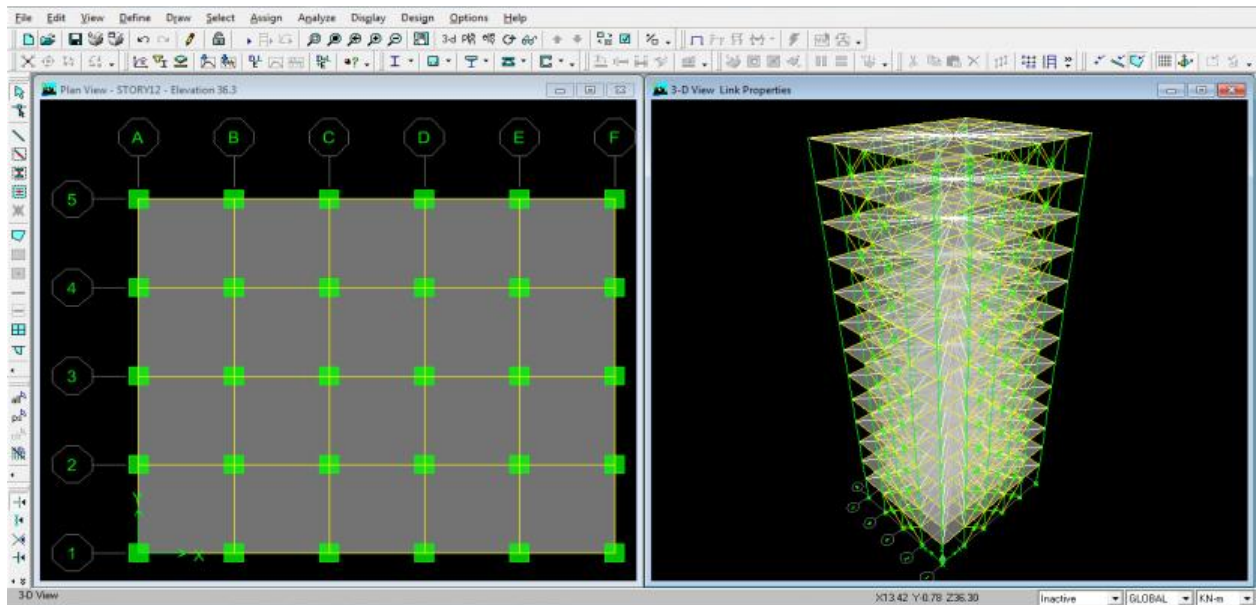 File Edit View Define Draw Select Assign Analyze Display Design Options Help
3-d
Plan View - STORY12 - Elevation 36.3
3-D View Link Properties
A B C D E F
5
4
3
2
1
Y
X
3-D View
X13.42 Y-0.78 Z36.30
Inactive
GLOBAL
KN-m